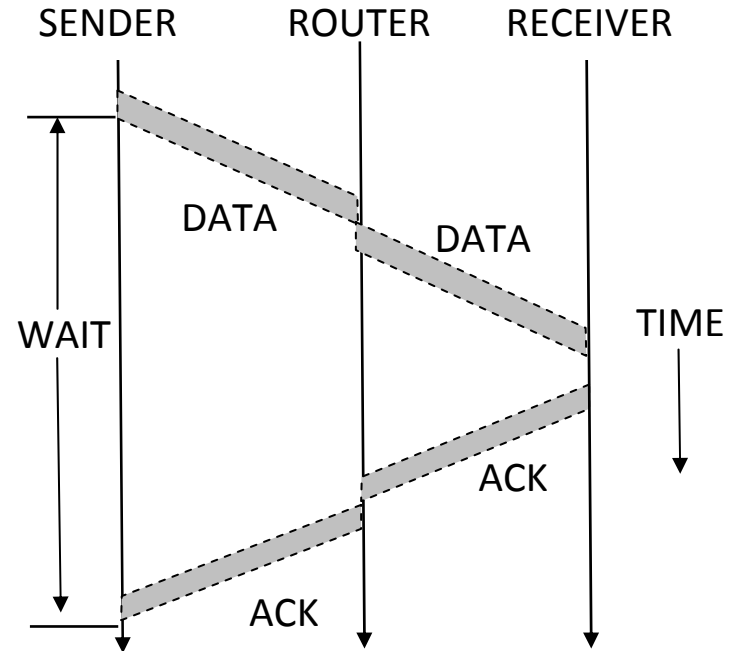 SENDER ROUTER RECEIVER
DATA
DATA
WAIT
TIME
ACK
ACK